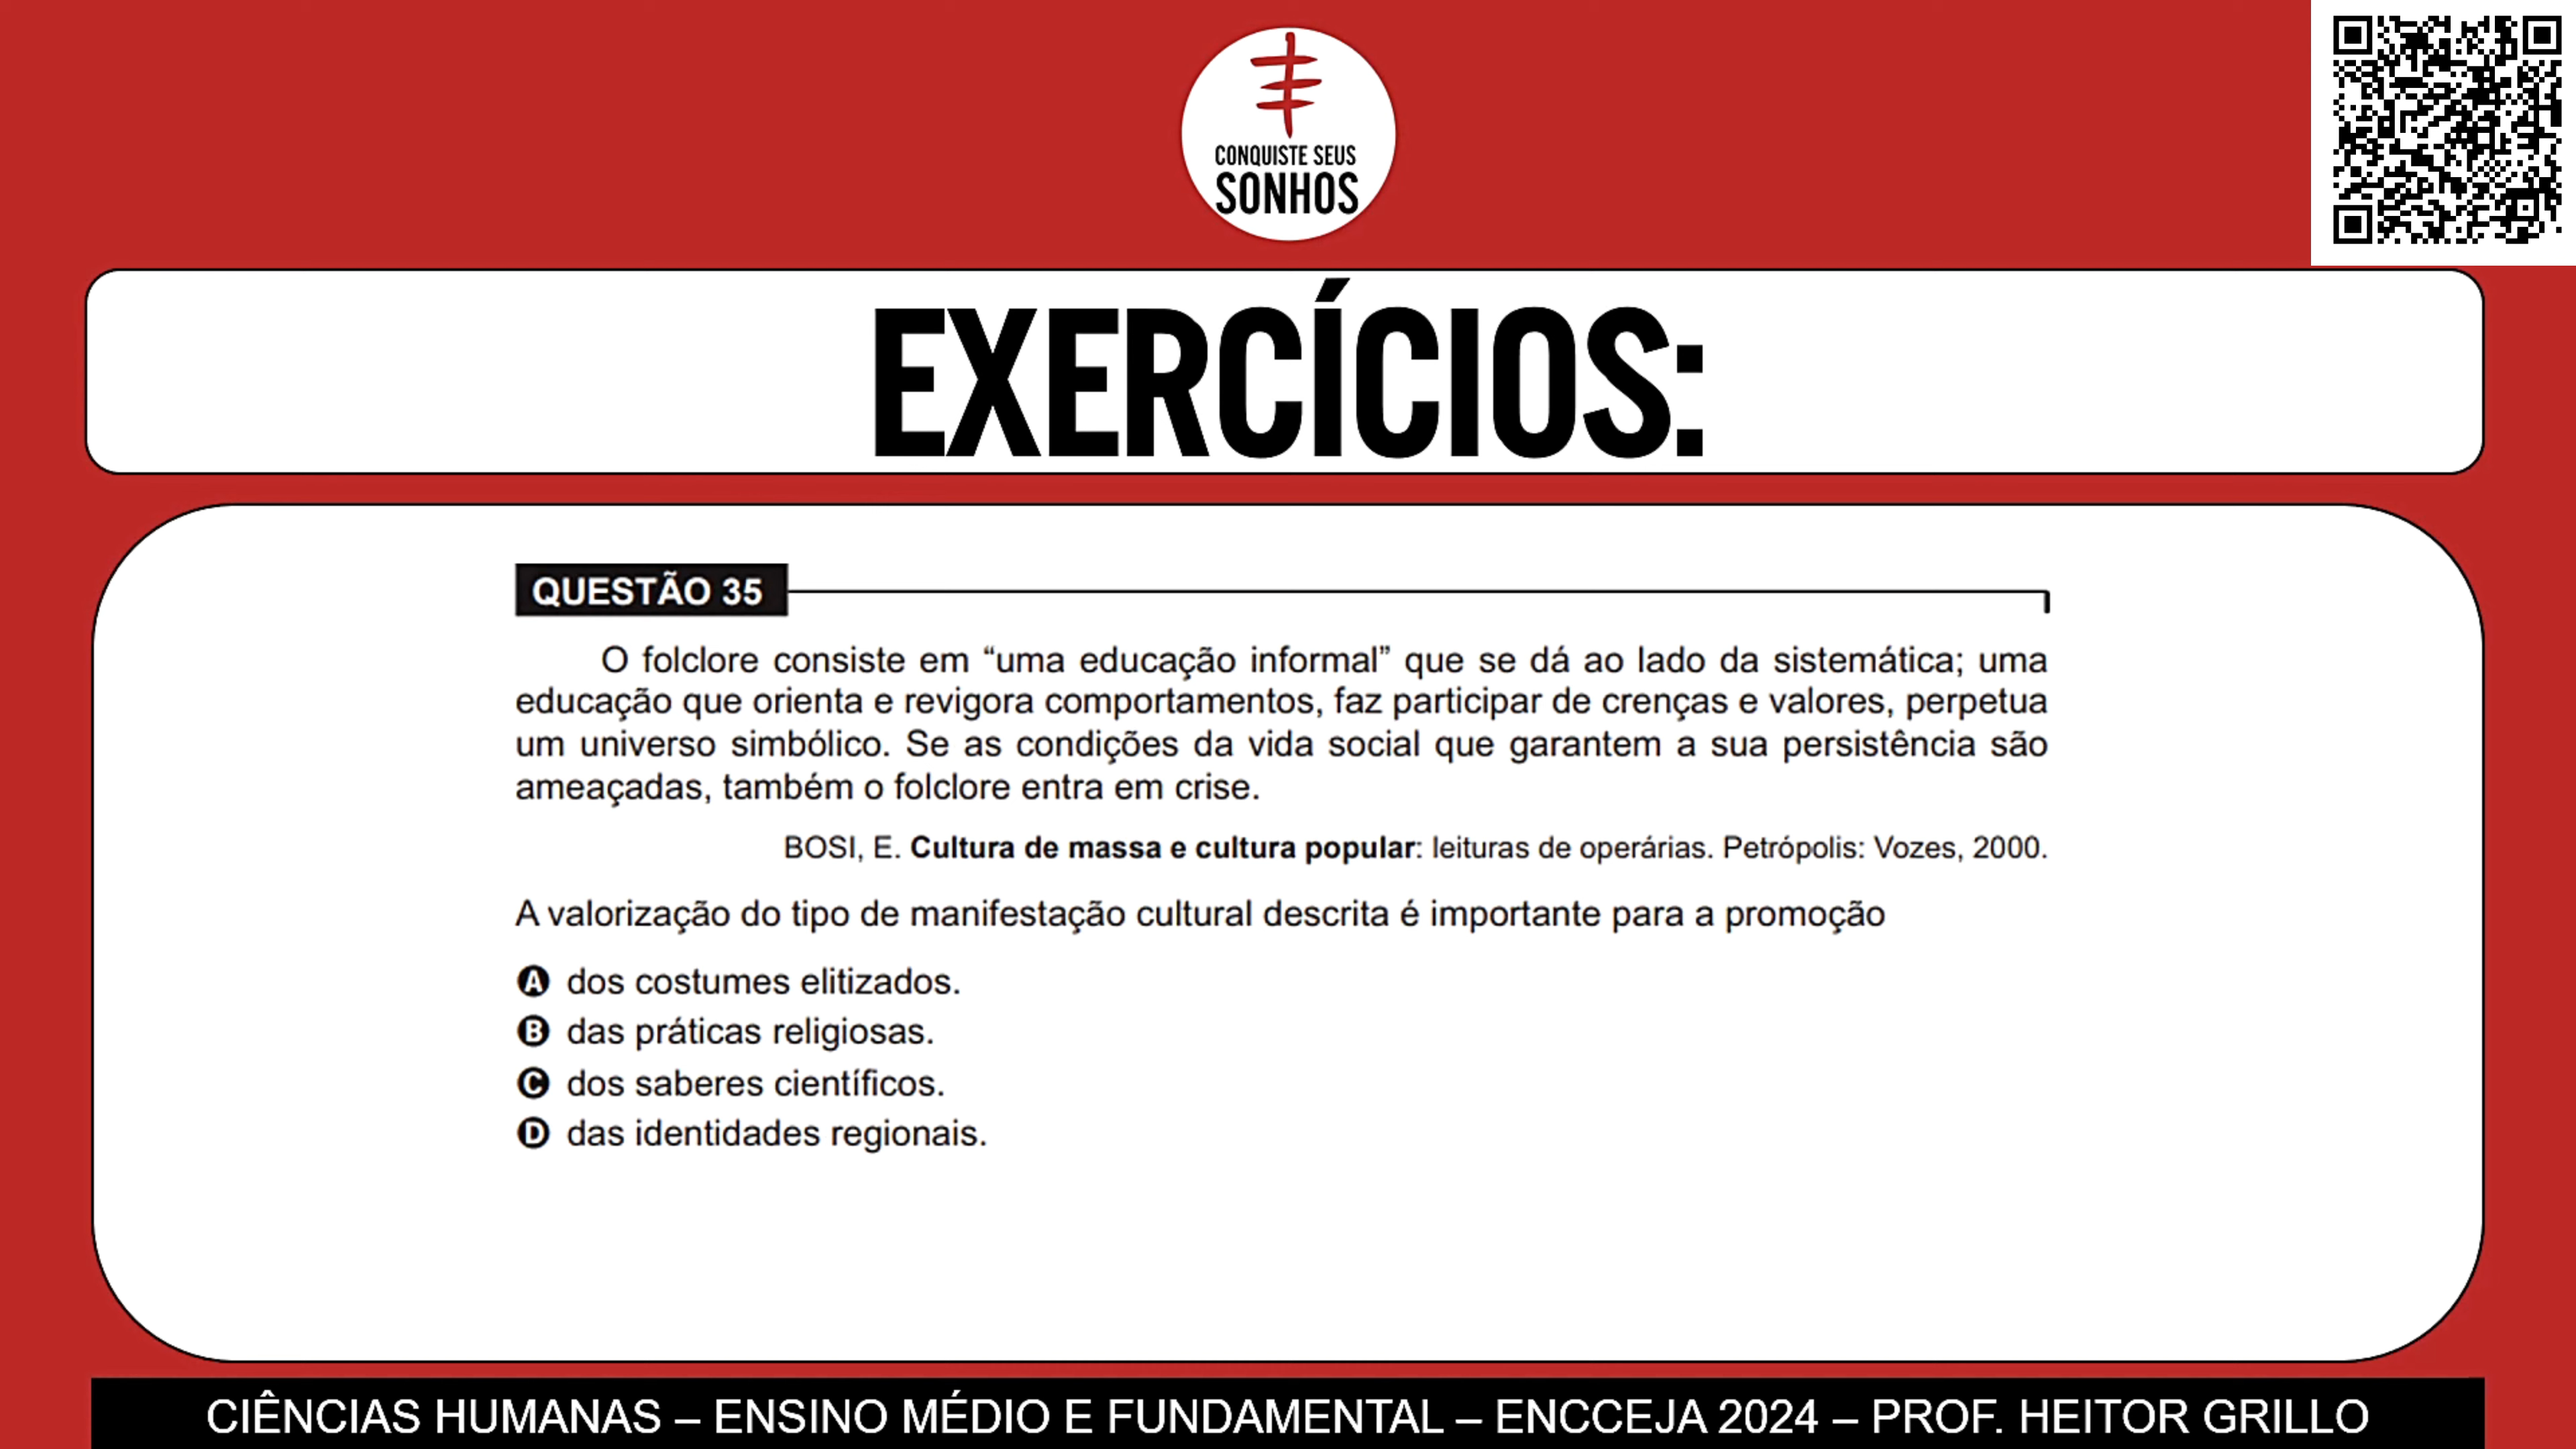 CONQUISTE SEUS
SONHOS
EXERCÍCIOS:
QUESTÃO 35
O folclore consiste em “uma educação informal” que se dá ao lado da sistemática; uma
educação que orienta e revigora comportamentos, faz participar de crenças e valores, perpetua
um universo simbólico. Se as condições da vida social que garantem a sua persistência são
ameaçadas, também o folclore entra em crise.
BOSI, E. Cultura de massa e cultura popular: leituras de operárias. Petrópolis: Vozes, 2000.
A valorização do tipo de manifestação cultural descrita é importante para a promoção
A dos costumes elitizados.
B das práticas religiosas.
C dos saberes científicos.
D das identidades regionais.
CIÊNCIAS HUMANAS – ENSINO MÉDIO E FUNDAMENTAL – ENCCEJA 2024 – PROF. HEITOR GRILLO